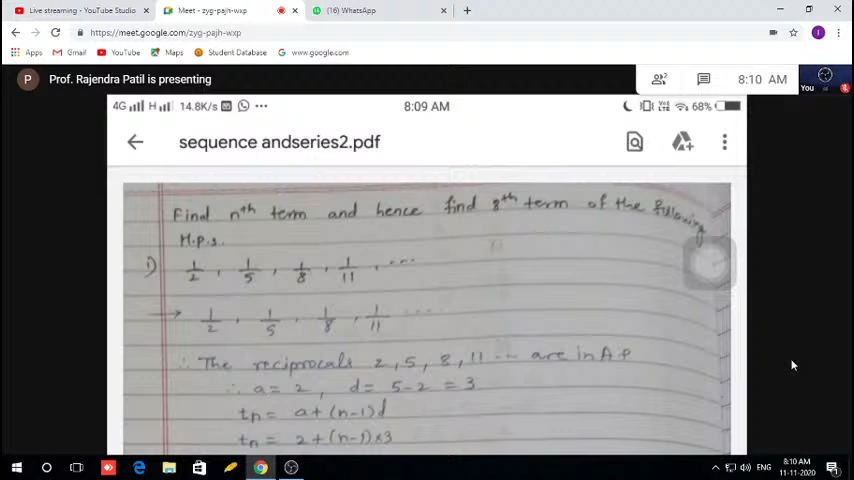 Live streaming - YouTube Studio
Meet - zyg-pajh-wxp
(16) WhatsApp
https://meet.google.com/zyg-pajh-wxp
Apps Gmail YouTube Maps Student Database www.google.com
P Prof. Rajendra Patil is presenting
2 8:10 AM You
4G H 14.8K/s ... 8:09 AM 68%
sequence andseries2.pdf
Find nth term and hence find 8th term of the following
H.p.s.
1) 1/2, 1/5, 1/8, 1/11, ...
→ 1/2, 1/5, 1/8, 1/11 ....
∴ The reciprocals 2, 5, 8, 11 ... are in A.P
∴ a = 2, d = 5-2 = 3
tn = a+(n-1)d
tn = 2+(n-1)×3
ENG 8:10 AM
11-11-2020